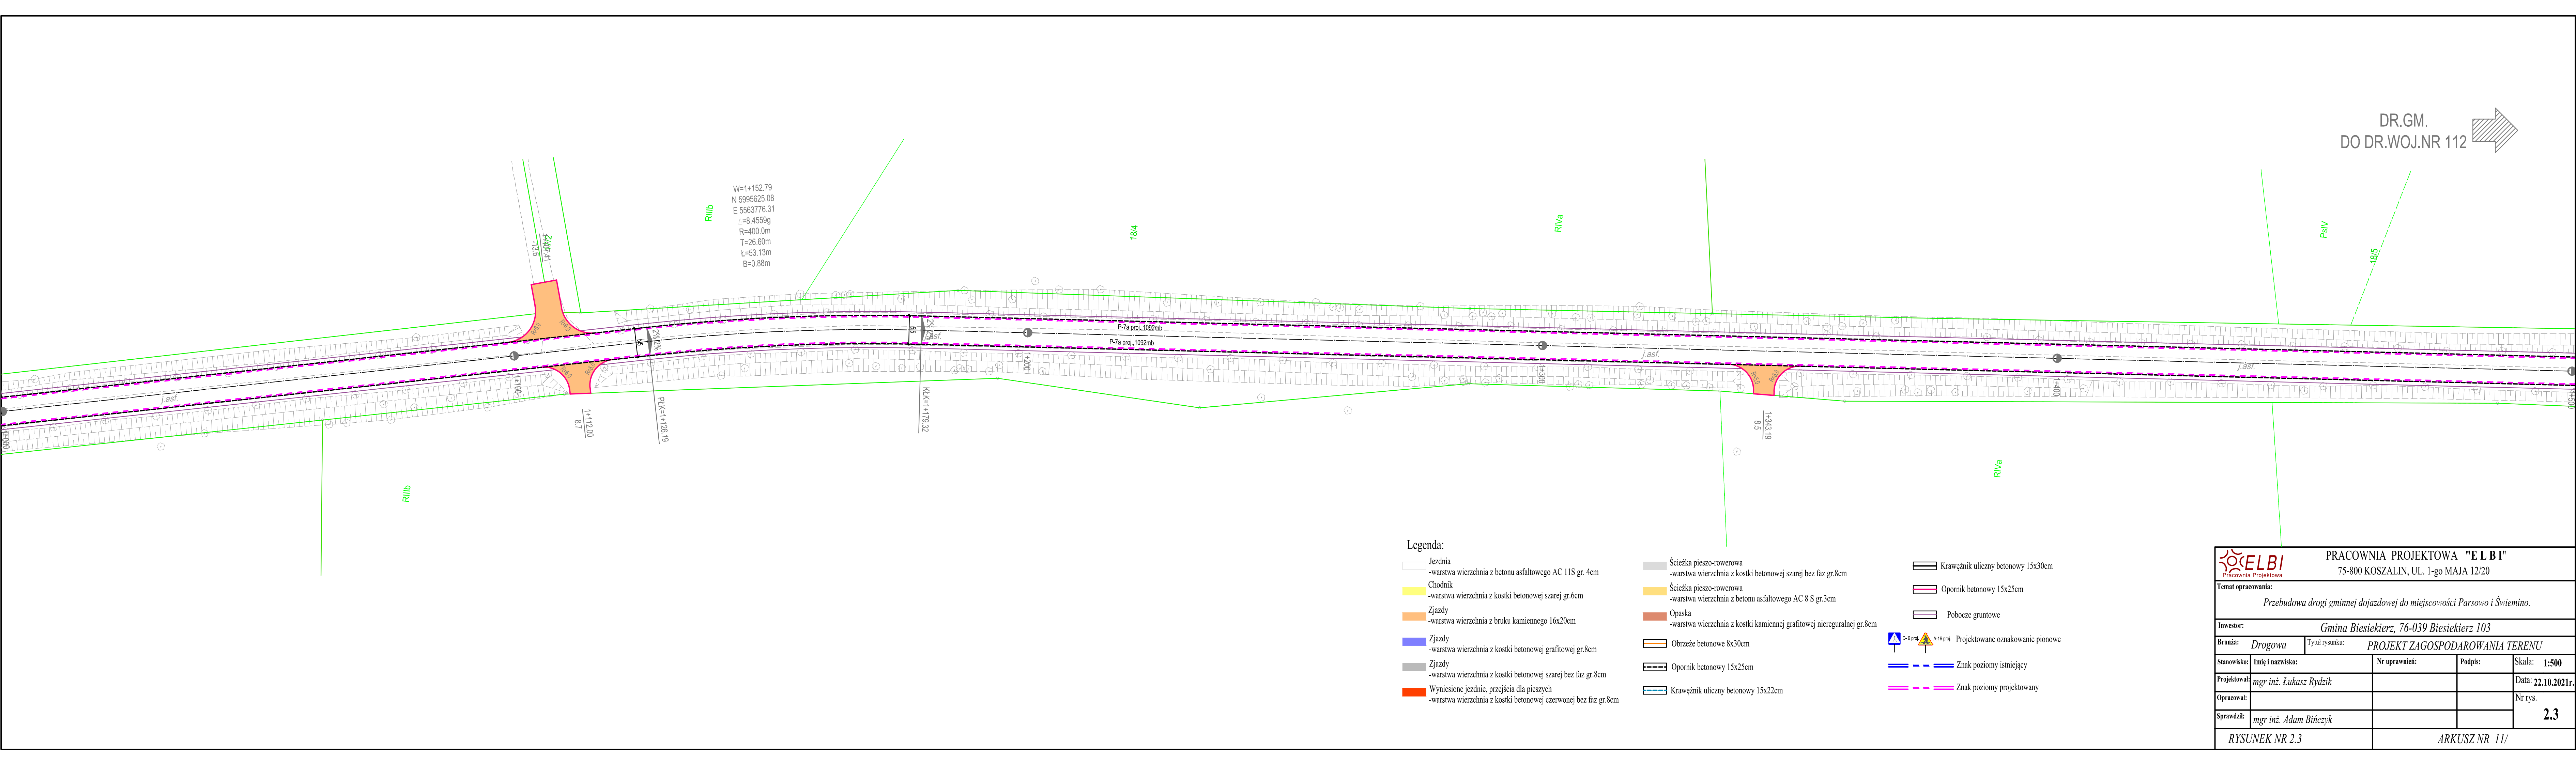 DR.GM.
DO DR.WOJ.NR 112
W=1+152.79
N 5995625.08
E 5563776.31
=8.4559g
R=400.0m
T=26.60m
Ł=53.13m
B=0.88m
RIIIb
18/4
RIVa
PsIV
18/5
P-7a proj.,1092mb
P-7a proj.,1092mb
j.asf.
j.asf.
j.asf.
j.asf.
1+000
1+100
1+200
1+300
1+400
1+500
1+112.00
8.7
PŁK=1+126.19
KŁK=1+179.32
1+343.19
8.5
RIIIb
RIVa
Legenda:
Jezdnia
-warstwa wierzchnia z betonu asfaltowego AC 11S gr. 4cm
Chodnik
-warstwa wierzchnia z kostki betonowej szarej gr.6cm
Zjazdy
-warstwa wierzchnia z bruku kamiennego 16x20cm
Zjazdy
-warstwa wierzchnia z kostki betonowej grafitowej gr.8cm
Zjazdy
-warstwa wierzchnia z kostki betonowej szarej bez faz gr.8cm
Wyniesione jezdnie, przejścia dla pieszych
-warstwa wierzchnia z kostki betonowej czerwonej bez faz gr.8cm
Ścieżka pieszo-rowerowa
-warstwa wierzchnia z kostki betonowej szarej bez faz gr.8cm
Ścieżka pieszo-rowerowa
-warstwa wierzchnia z betonu asfaltowego AC 8 S gr.3cm
Opaska
-warstwa wierzchnia z kostki kamiennej grafitowej nieregularnej gr.8cm
Obrzeże betonowe 8x30cm
Opornik betonowy 15x25cm
Krawężnik uliczny betonowy 15x22cm
Krawężnik uliczny betonowy 15x30cm
Opornik betonowy 15x25cm
Pobocze gruntowe
Projektowane oznakowanie pionowe
Znak poziomy istniejący
Znak poziomy projektowany
ELBI
Pracownia Projektowa
PRACOWNIA PROJEKTOWA "E L B I"
75-800 KOSZALIN, UL. 1-go MAJA 12/20
Temat opracowania:
Przebudowa drogi gminnej dojazdowej do miejscowości Parsowo i Świemino.
Inwestor:
Gmina Biesiekierz, 76-039 Biesiekierz 103
Branża: Drogowa
Tytuł rysunku: PROJEKT ZAGOSPODAROWANIA TERENU
Stanowisko: Imię i nazwisko: Nr uprawnień: Podpis: Skala: 1:500
Projektował: mgr inż. Łukasz Rydzik Data: 22.10.2021r.
Opracował: Nr rys.
2.3
Sprawdził: mgr inż. Adam Bińczyk
RYSUNEK NR 2.3 ARKUSZ NR 11/